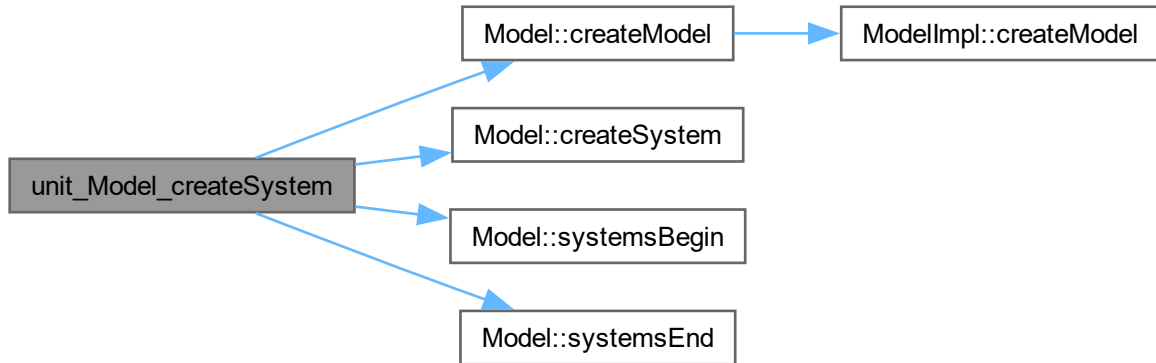 Model::createModel
ModelImpl::createModel
Model::createSystem
unit_Model_createSystem
Model::systemsBegin
Model::systemsEnd